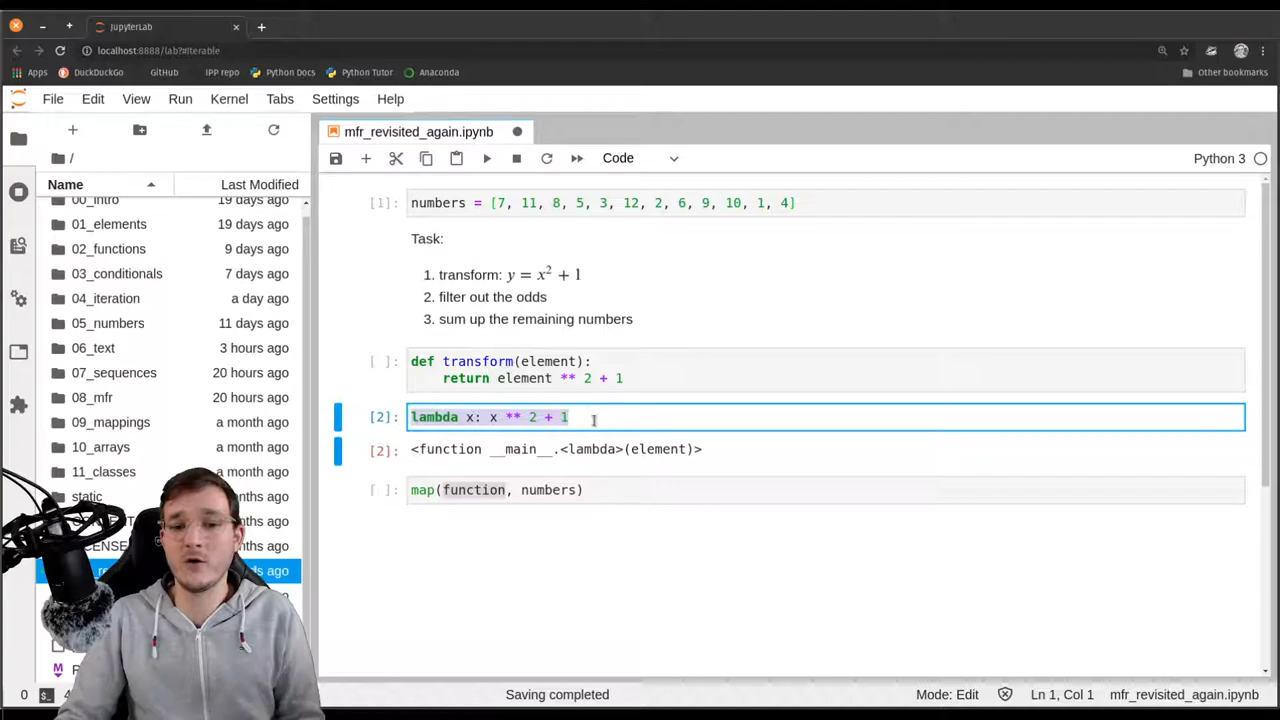 JupyterLab
localhost:8888/lab?#Iterable
Apps DuckDuckGo GitHub IPP repo Python Docs Python Tutor Anaconda Other bookmarks
File Edit View Run Kernel Tabs Settings Help
mfr_revisited_again.ipynb
Code Python 3
/
Name Last Modified
00_intro 19 days ago
01_elements 19 days ago
02_functions 9 days ago
03_conditionals 7 days ago
04_iteration a day ago
05_numbers 11 days ago
06_text 3 hours ago
07_sequences 20 hours ago
08_mfr 20 hours ago
09_mappings a month ago
10_arrays a month ago
11_classes a month ago
static a month ago
ago
ago
ago
[1]: numbers = [7, 11, 8, 5, 3, 12, 2, 6, 9, 10, 1, 4]
Task:
1. transform: y = x² + 1
2. filter out the odds
3. sum up the remaining numbers
[ ]: def transform(element):
return element ** 2 + 1
[2]: lambda x: x ** 2 + 1
[2]: <function __main__.<lambda>(element)>
[ ]: map(function, numbers)
0 Saving completed Mode: Edit Ln 1, Col 1 mfr_revisited_again.ipynb